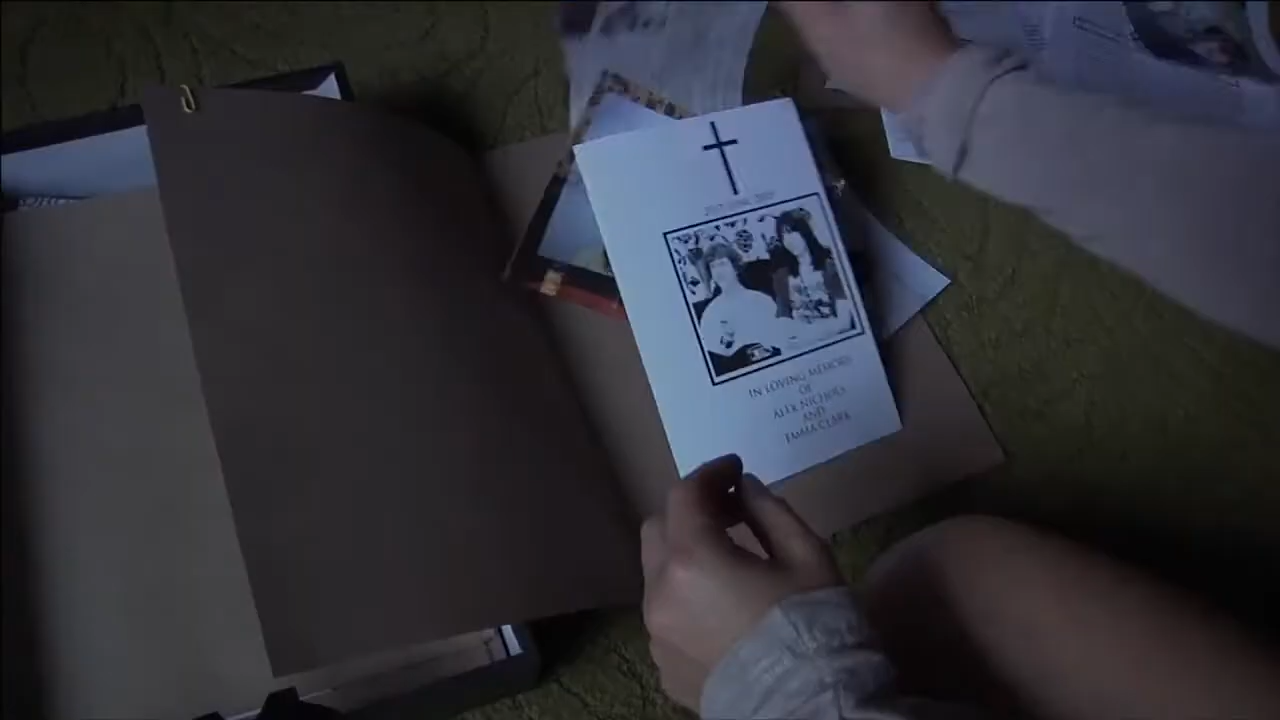 IN LOVING MEMORY
OF
ALEX NICHOLS
AND
EMMA CLARK